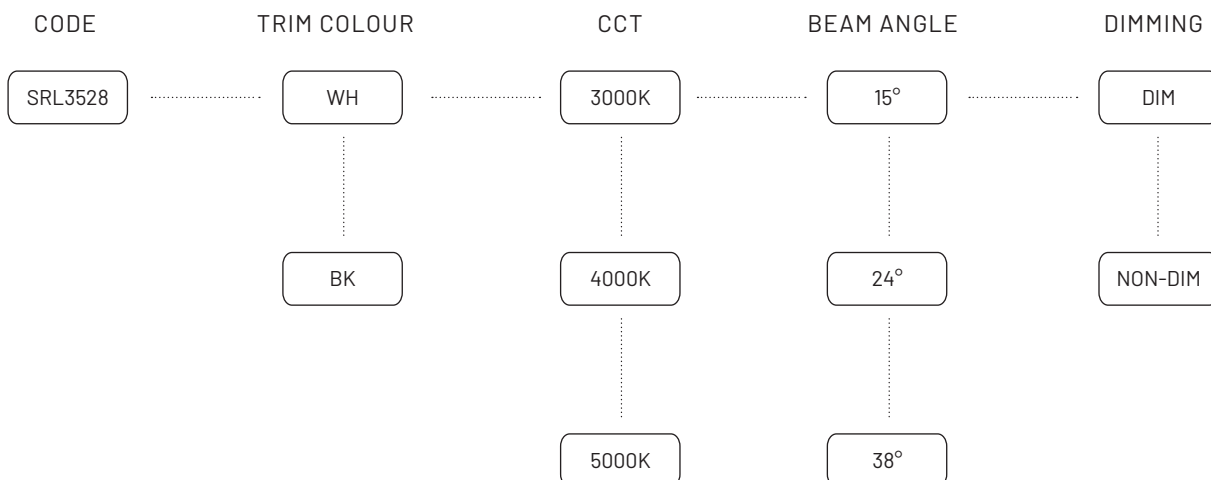 CODE TRIM COLOUR CCT BEAM ANGLE DIMMING
SRL3528 WH 3000K 15° DIM
BK 4000K 24° NON-DIM
5000K 38°